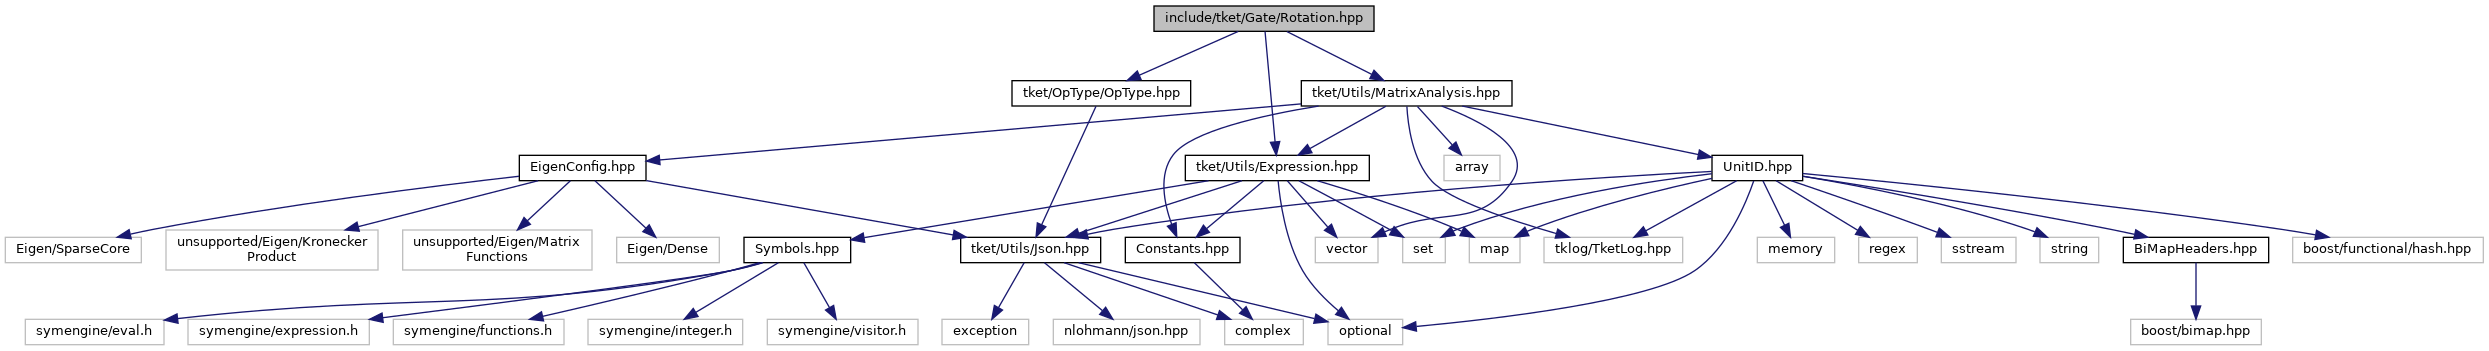 include/tket/Gate/Rotation.hpp
tket/OpType/OpType.hpp
tket/Utils/MatrixAnalysis.hpp
EigenConfig.hpp
tket/Utils/Expression.hpp
array
UnitID.hpp
Eigen/SparseCore
unsupported/Eigen/Kronecker
Product
unsupported/Eigen/Matrix
Functions
Eigen/Dense
Symbols.hpp
tket/Utils/Json.hpp
Constants.hpp
vector
set
map
tklog/TketLog.hpp
memory
regex
sstream
string
BiMapHeaders.hpp
boost/functional/hash.hpp
symengine/eval.h
symengine/expression.h
symengine/functions.h
symengine/integer.h
symengine/visitor.h
exception
nlohmann/json.hpp
complex
optional
boost/bimap.hpp